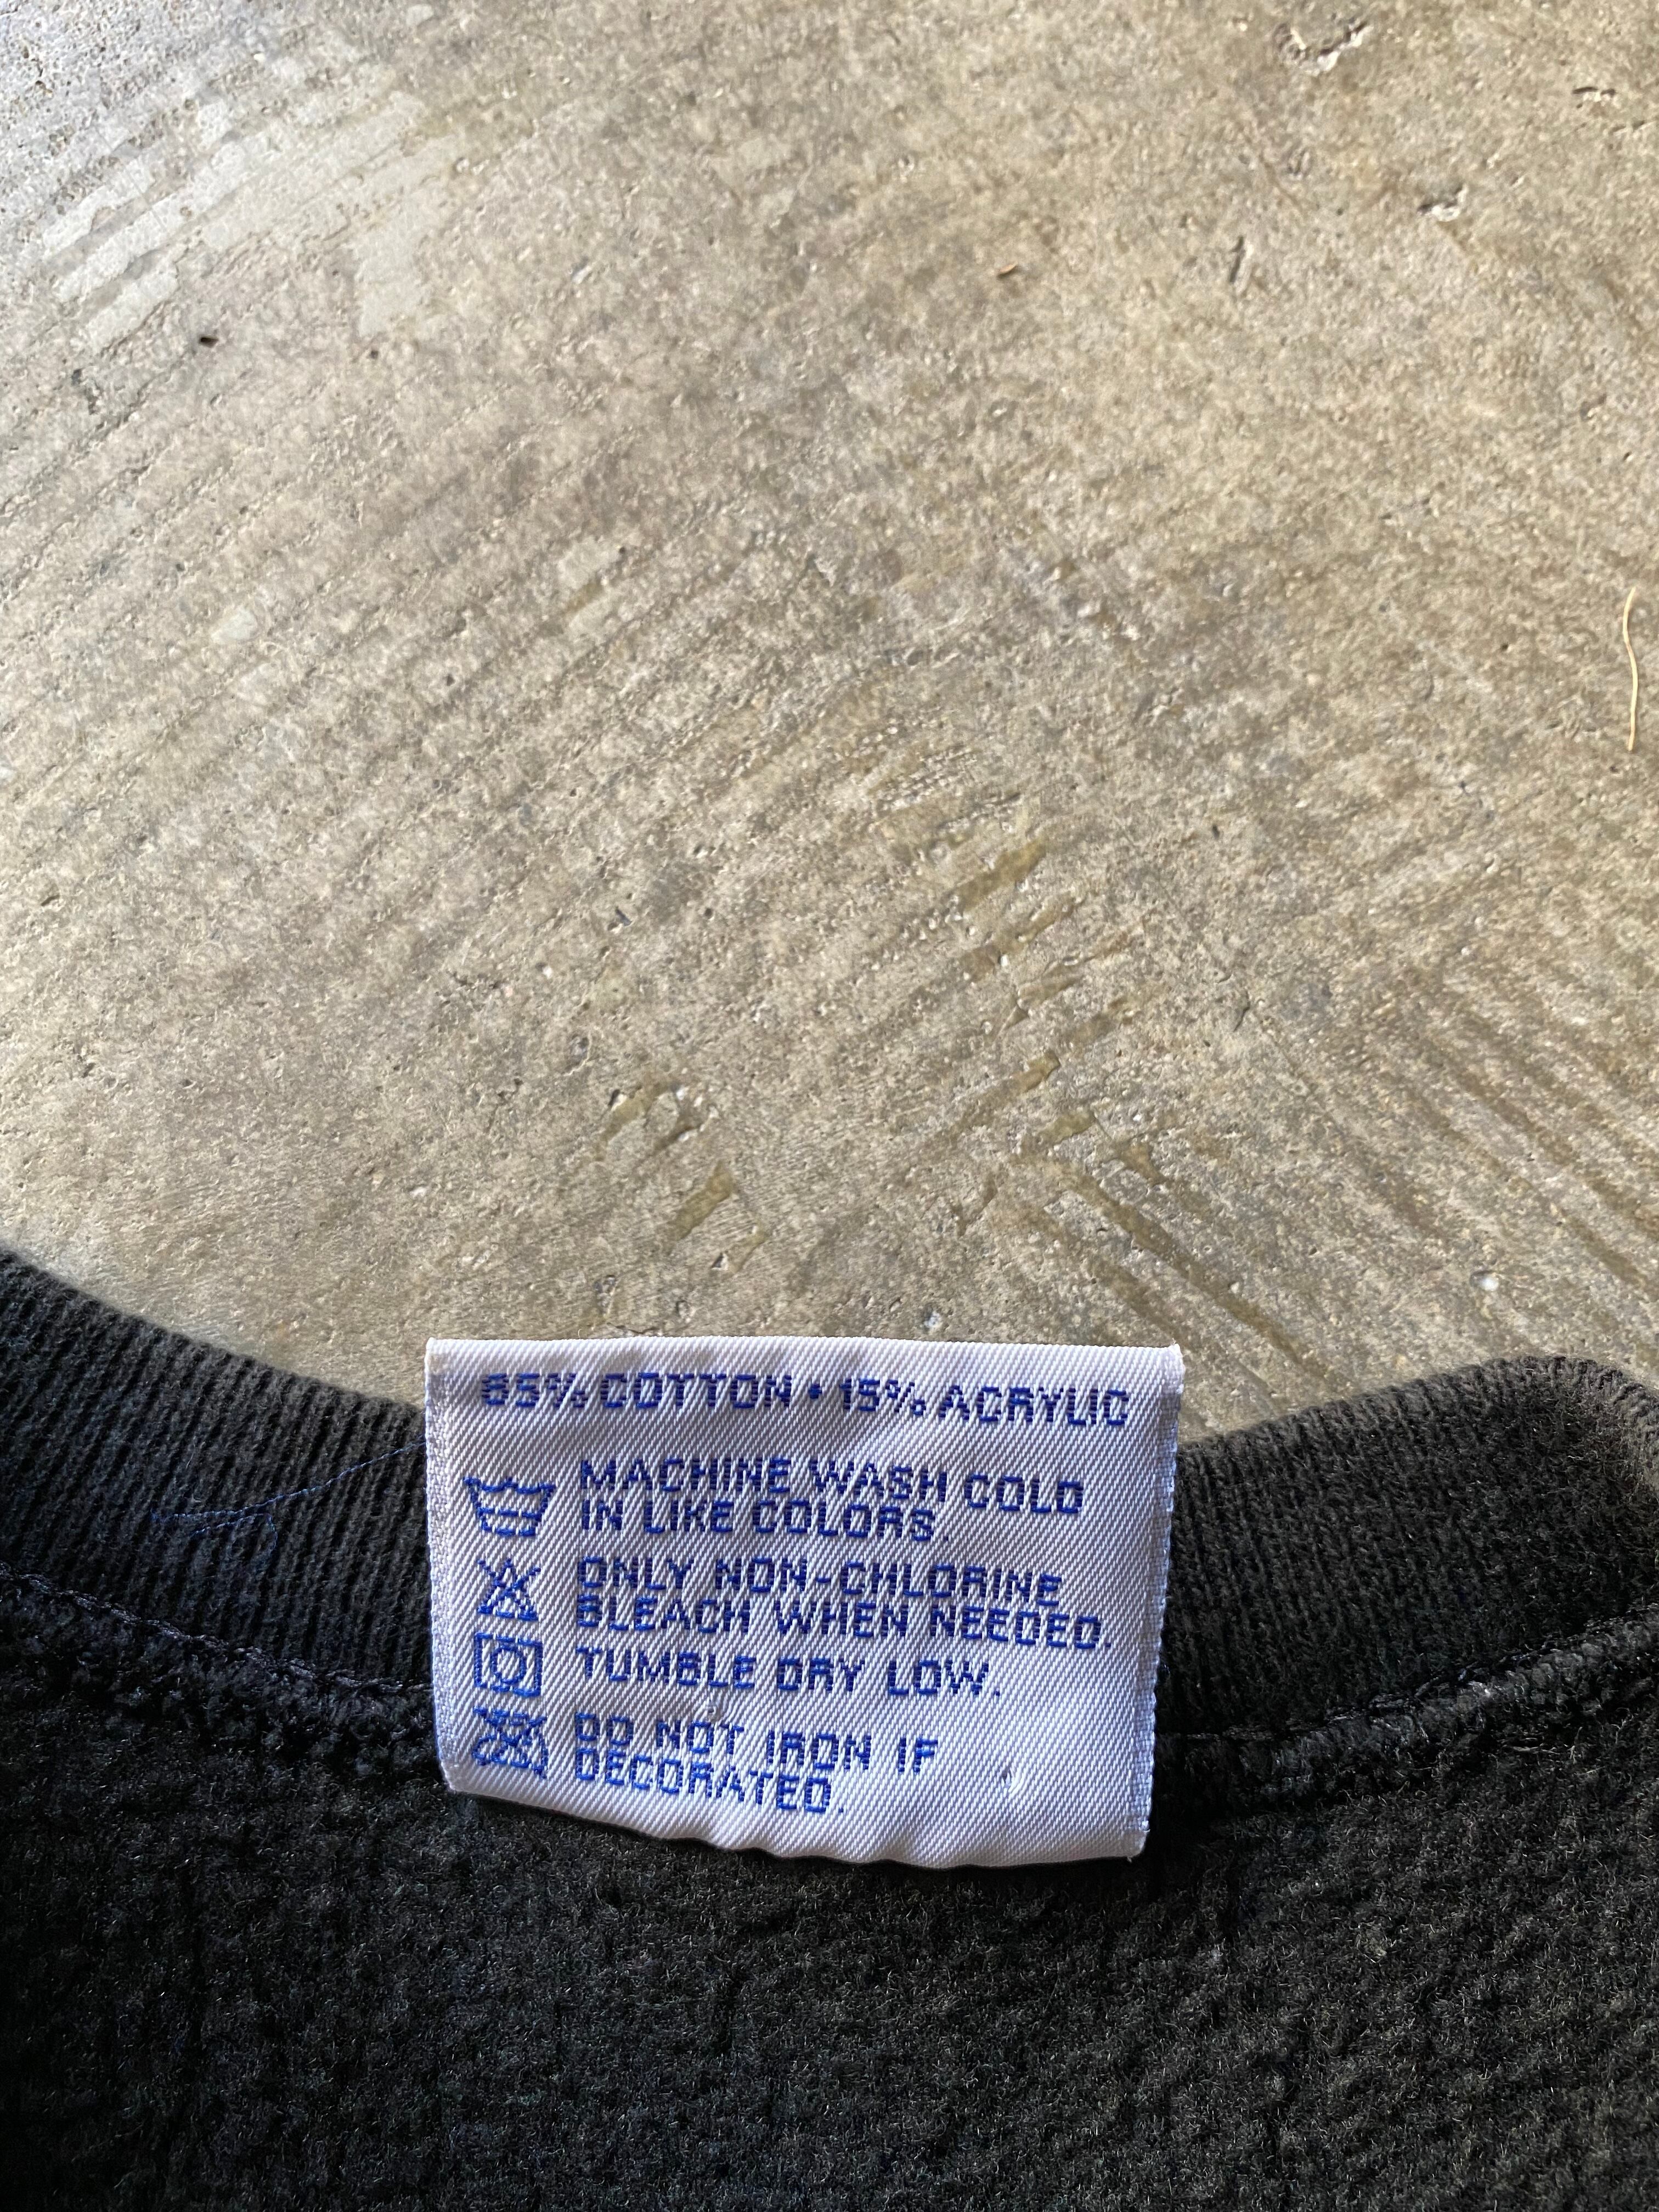 85% COTTON • 15% ACRYLIC
MACHINE WASH COLD
IN LIKE COLORS.
ONLY NON-CHLORINE
BLEACH WHEN NEEDED.
TUMBLE DRY LOW.
DO NOT IRON IF
DECORATED.